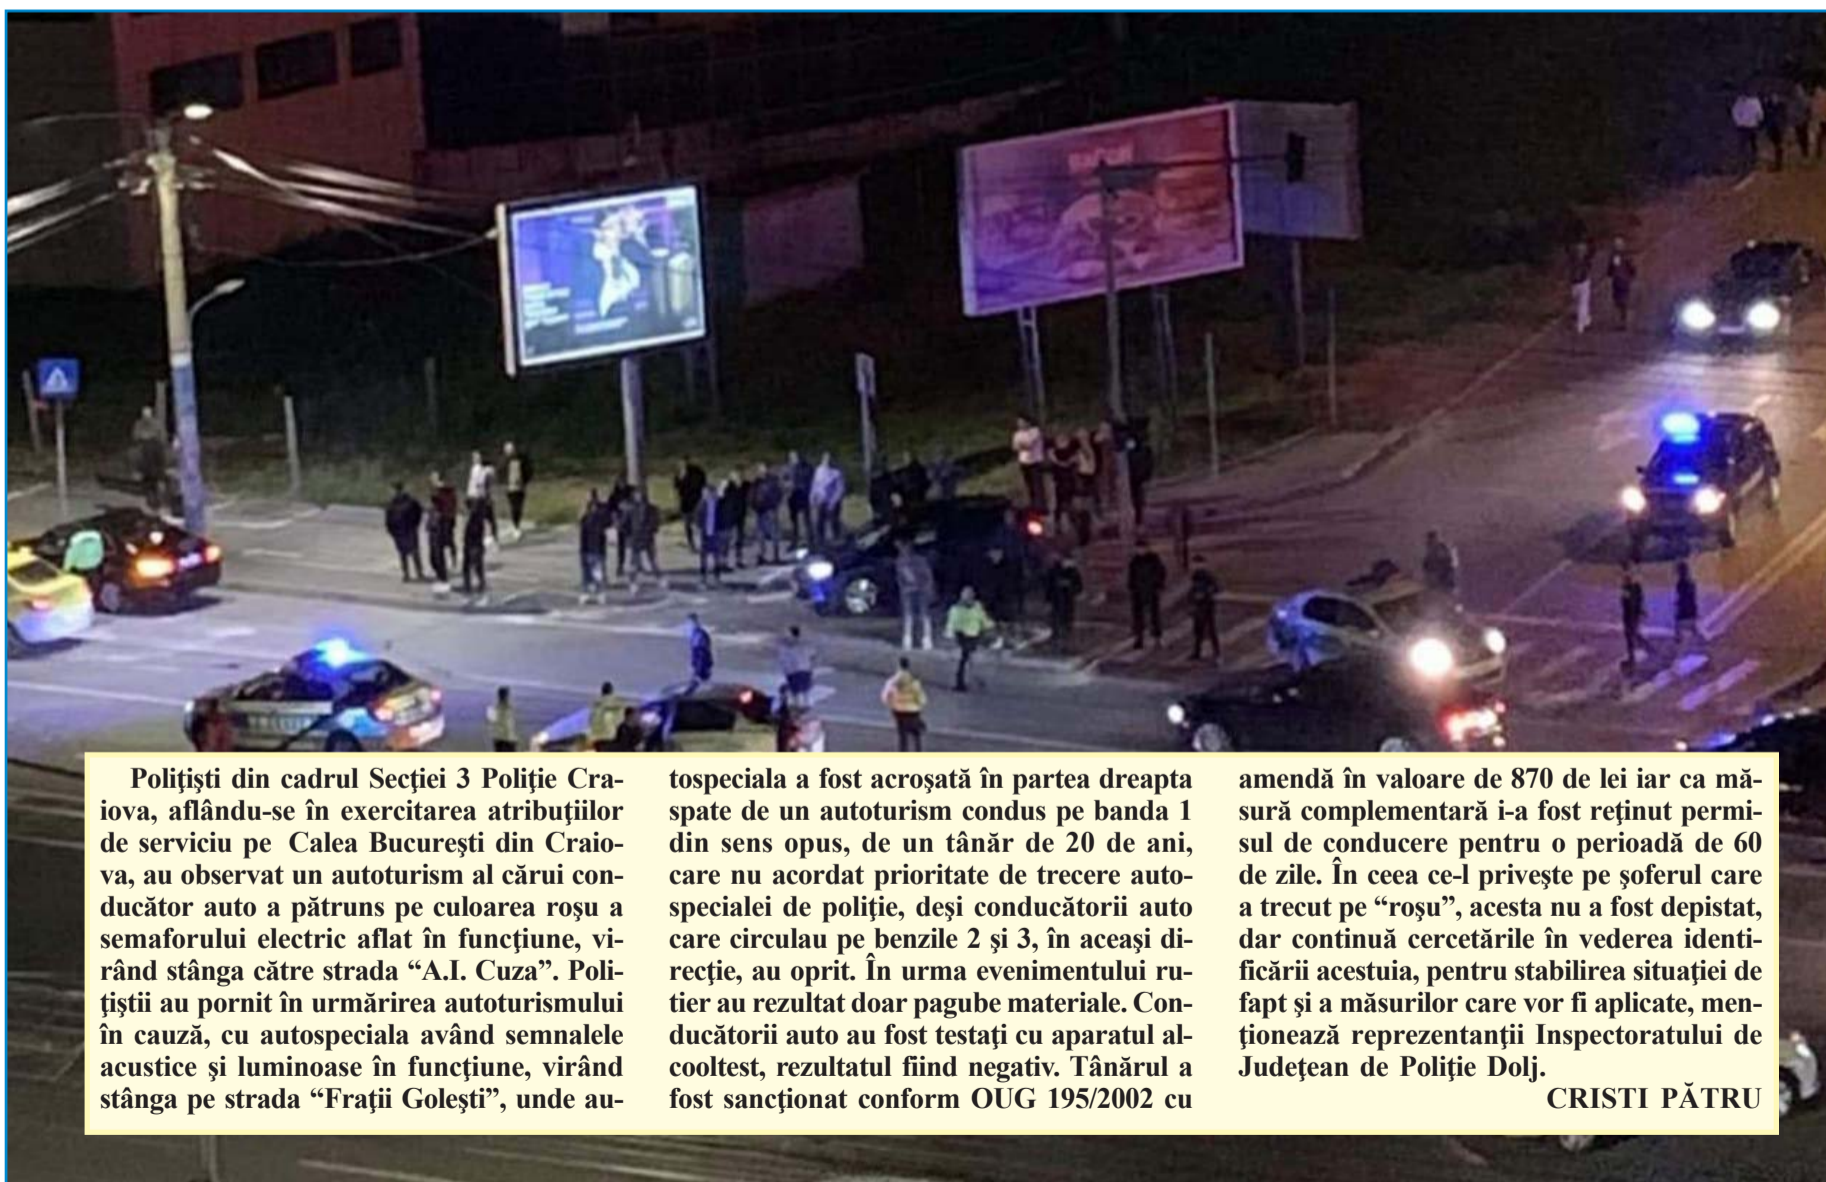 Poliţişti din cadrul Secţiei 3 Poliţie Cra-
iova, aflându-se în exercitarea atribuţiilor
de serviciu pe Calea Bucureşti din Craio-
va, au observat un autoturism al cărui con-
ducător auto a pătruns pe culoarea roşu a
semaforului electric aflat în funcţiune, vi-
rând stânga către strada “A.I. Cuza”. Poli-
ţiştii au pornit în urmărirea autoturismului
în cauză, cu autospeciala având semnalele
acustice şi luminoase în funcţiune, virând
stânga pe strada “Fraţii Goleşti”, unde au-
tospeciala a fost acroşată în partea dreapta
spate de un autoturism condus pe banda 1
din sens opus, de un tânăr de 20 de ani,
care nu acordat prioritate de trecere auto-
specialei de poliţie, deşi conducătorii auto
care circulau pe benzile 2 şi 3, în aceaşi di-
recţie, au oprit. În urma evenimentului ru-
tier au rezultat doar pagube materiale. Con-
ducătorii auto au fost testaţi cu aparatul al-
cooltest, rezultatul fiind negativ. Tânărul a
fost sancţionat conform OUG 195/2002 cu
amendă în valoare de 870 de lei iar ca mă-
sură complementară i-a fost reţinut permi-
sul de conducere pentru o perioadă de 60
de zile. În ceea ce-l priveşte pe şoferul care
a trecut pe “roşu”, acesta nu a fost depistat,
dar continuă cercetările în vederea identi-
ficării acestuia, pentru stabilirea situaţiei de
fapt şi a măsurilor care vor fi aplicate, men-
ţionează reprezentanţii Inspectoratului de
Judeţean de Poliţie Dolj.
CRISTI PĂTRU